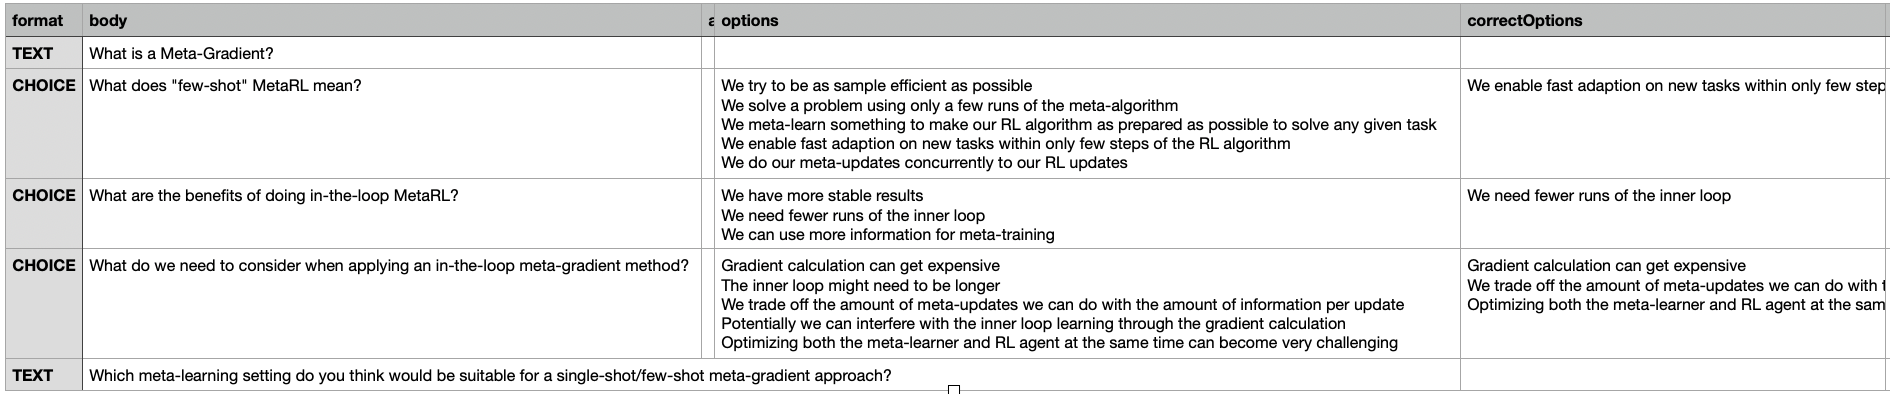 format body a options correctOptions
TEXT What is a Meta-Gradient?
CHOICE What does "few-shot" MetaRL mean? We try to be as sample efficient as possible We enable fast adaption on new tasks within only few step
We solve a problem using only a few runs of the meta-algorithm
We meta-learn something to make our RL algorithm as prepared as possible to solve any given task
We enable fast adaption on new tasks within only few steps of the RL algorithm
We do our meta-updates concurrently to our RL updates
CHOICE What are the benefits of doing in-the-loop MetaRL? We have more stable results We need fewer runs of the inner loop
We need fewer runs of the inner loop
We can use more information for meta-training
CHOICE What do we need to consider when applying an in-the-loop meta-gradient method? Gradient calculation can get expensive Gradient calculation can get expensive
The inner loop might need to be longer We trade off the amount of meta-updates we can do with
We trade off the amount of meta-updates we can do with the amount of information per update Optimizing both the meta-learner and RL agent at the sam
Potentially we can interfere with the inner loop learning through the gradient calculation
Optimizing both the meta-learner and RL agent at the same time can become very challenging
TEXT Which meta-learning setting do you think would be suitable for a single-shot/few-shot meta-gradient approach?